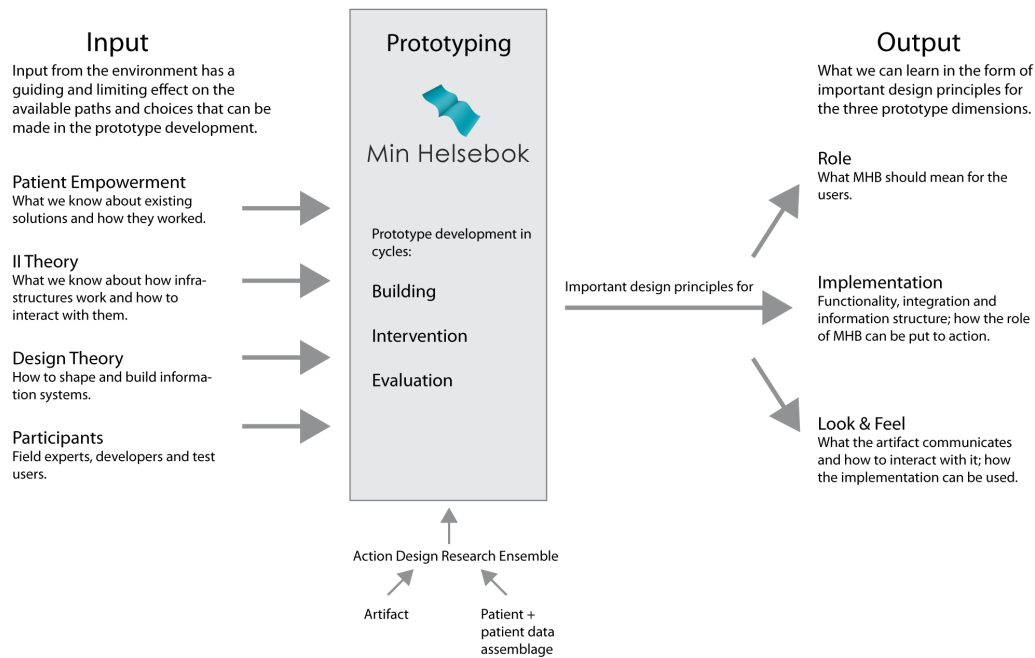 Input
Input from the environment has a
guiding and limiting effect on the
available paths and choices that can be
made in the prototype development.
Patient Empowerment
What we know about existing
solutions and how they worked.
II Theory
What we know about how infra-
structures work and how to
interact with them.
Design Theory
How to shape and build informa-
tion systems.
Participants
Field experts, developers and test
users.
Prototyping
Min Helsebok
Prototype development in
cycles:
Building
Intervention
Evaluation
Action Design Research Ensemble
Artifact
Patient +
patient data
assemblage
Important design principles for
Output
What we can learn in the form of
important design principles for
the three prototype dimensions.
Role
What MHB should mean for the
users.
Implementation
Functionality, integration and
information structure; how the role
of MHB can be put to action.
Look & Feel
What the artifact communicates
and how to interact with it; how
the implementation can be used.